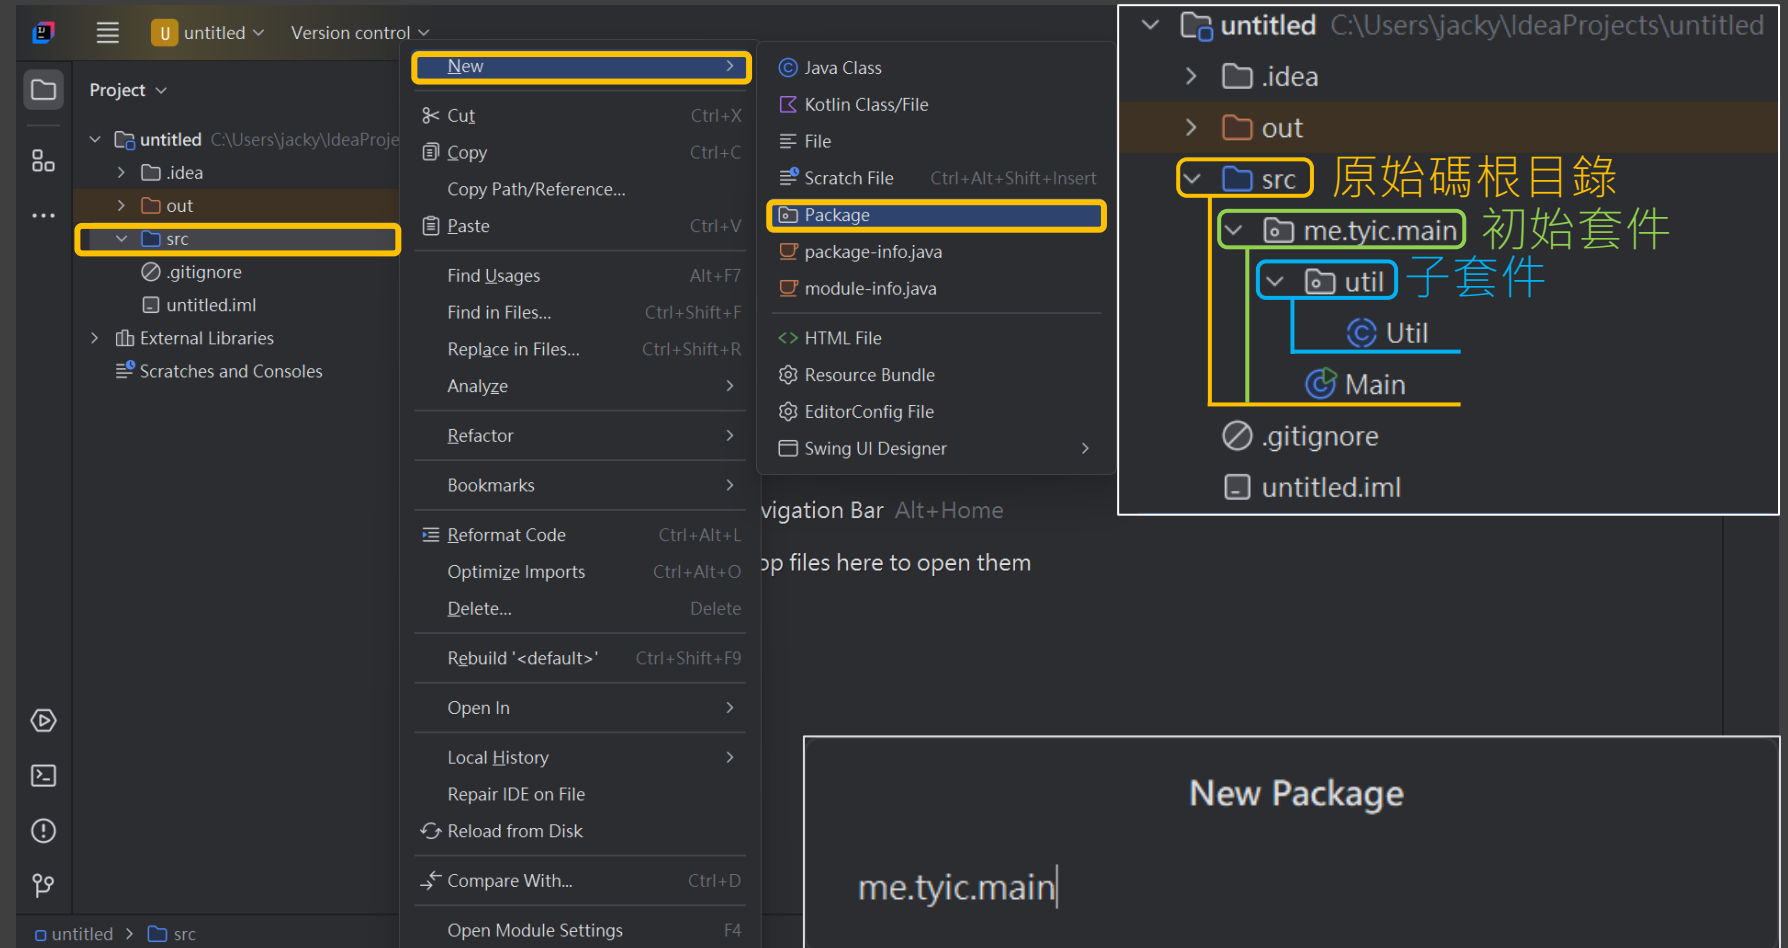 U untitled Version control
Project
untitled C:\Users\jacky\IdeaProje
.idea
out
src
.gitignore
untitled.iml
External Libraries
Scratches and Consoles
untitled > src
New
Cut Ctrl+X
Copy Ctrl+C
Copy Path/Reference...
Paste Ctrl+V
Find Usages Alt+F7
Find in Files... Ctrl+Shift+F
Replace in Files... Ctrl+Shift+R
Analyze
Refactor
Bookmarks
Reformat Code Ctrl+Alt+L
Optimize Imports Ctrl+Alt+O
Delete... Delete
Rebuild '<default>' Ctrl+Shift+F9
Open In
Local History
Repair IDE on File
Reload from Disk
Compare With... Ctrl+D
Open Module Settings F4
Java Class
Kotlin Class/File
File
Scratch File Ctrl+Alt+Shift+Insert
Package
package-info.java
module-info.java
HTML File
Resource Bundle
EditorConfig File
Swing UI Designer
vigation Bar Alt+Home
op files here to open them
untitled C:\Users\jacky\IdeaProjects\untitled
.idea
out
src 原始碼根目錄
me.tyic.main 初始套件
util 子套件
Util
Main
.gitignore
untitled.iml
New Package
me.tyic.main